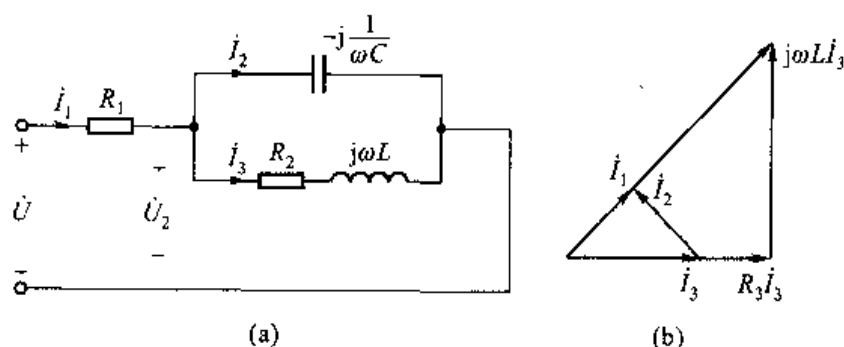 −j 1/ωC
İ₂
İ₁ R₁
+
İ₃ R₂ jωL
U̇ U̇₂
−
−
(a)
jωLİ₃
İ₁ İ₂
İ₃ R₃İ₃
(b)